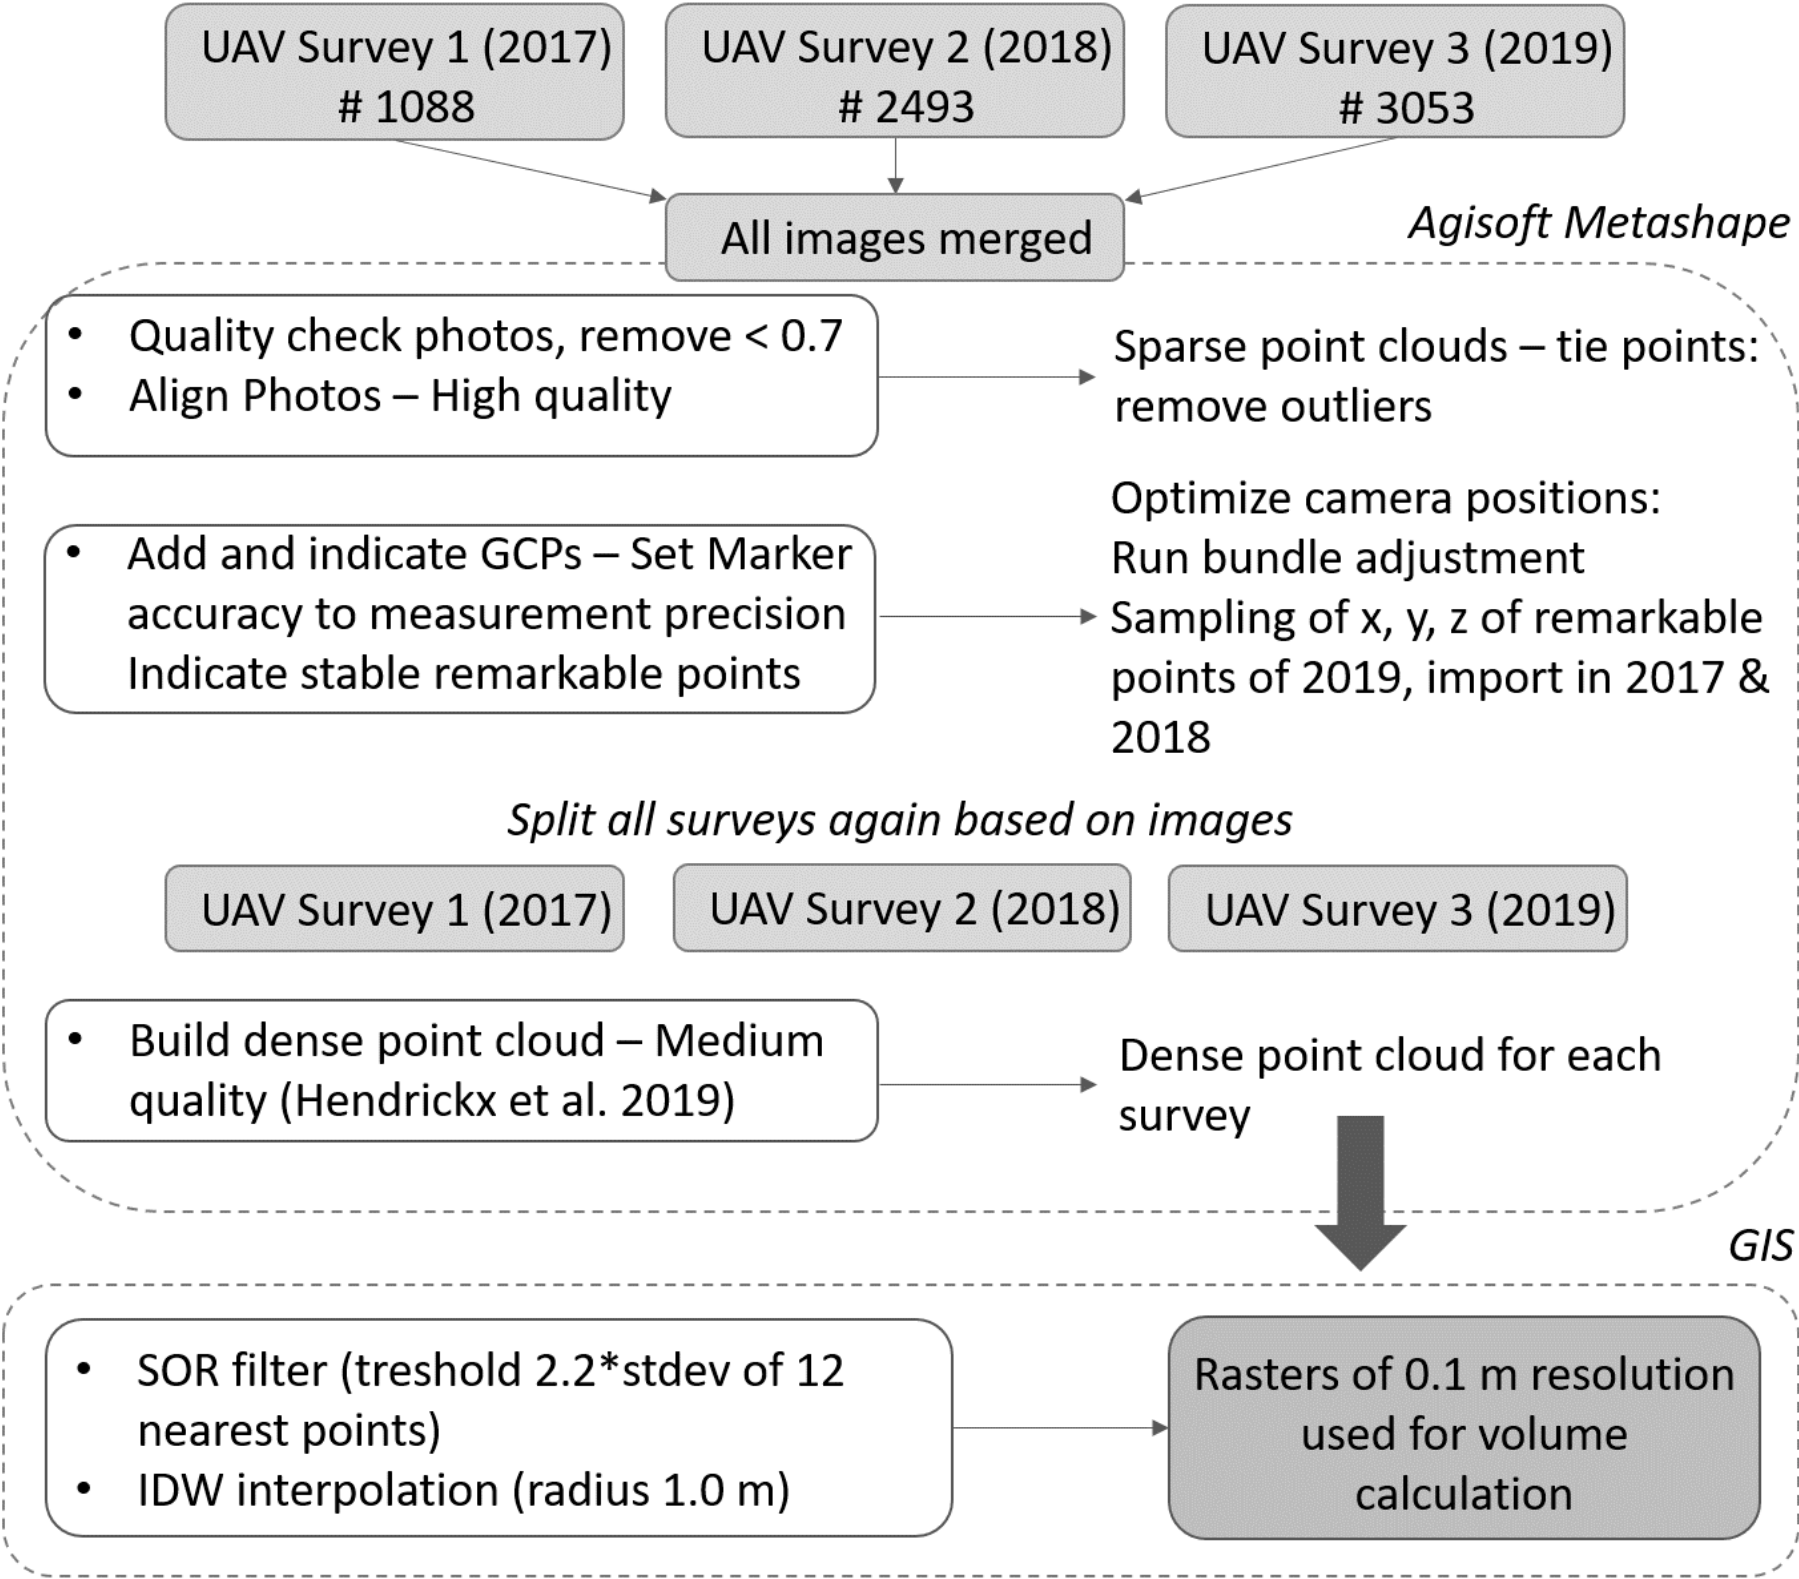 UAV Survey 1 (2017)
# 1088
UAV Survey 2 (2018)
# 2493
UAV Survey 3 (2019)
# 3053
All images merged
Agisoft Metashape
• Quality check photos, remove < 0.7
• Align Photos – High quality
Sparse point clouds – tie points:
remove outliers
• Add and indicate GCPs – Set Marker
accuracy to measurement precision
Indicate stable remarkable points
Optimize camera positions:
Run bundle adjustment
Sampling of x, y, z of remarkable
points of 2019, import in 2017 &
2018
Split all surveys again based on images
UAV Survey 1 (2017)
UAV Survey 2 (2018)
UAV Survey 3 (2019)
• Build dense point cloud – Medium
quality (Hendrickx et al. 2019)
Dense point cloud for each
survey
GIS
• SOR filter (treshold 2.2*stdev of 12
nearest points)
• IDW interpolation (radius 1.0 m)
Rasters of 0.1 m resolution
used for volume
calculation